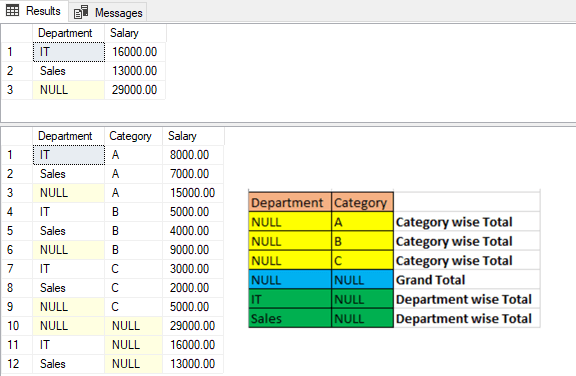 Results Messages
Department Salary
1 IT 16000.00
2 Sales 13000.00
3 NULL 29000.00
Department Category Salary
1 IT A 8000.00
2 Sales A 7000.00
3 NULL A 15000.00
4 IT B 5000.00
5 Sales B 4000.00
6 NULL B 9000.00
7 IT C 3000.00
8 Sales C 2000.00
9 NULL C 5000.00
10 NULL NULL 29000.00
11 IT NULL 16000.00
12 Sales NULL 13000.00
Department Category
NULL A Category wise Total
NULL B Category wise Total
NULL C Category wise Total
NULL NULL Grand Total
IT NULL Department wise Total
Sales NULL Department wise Total